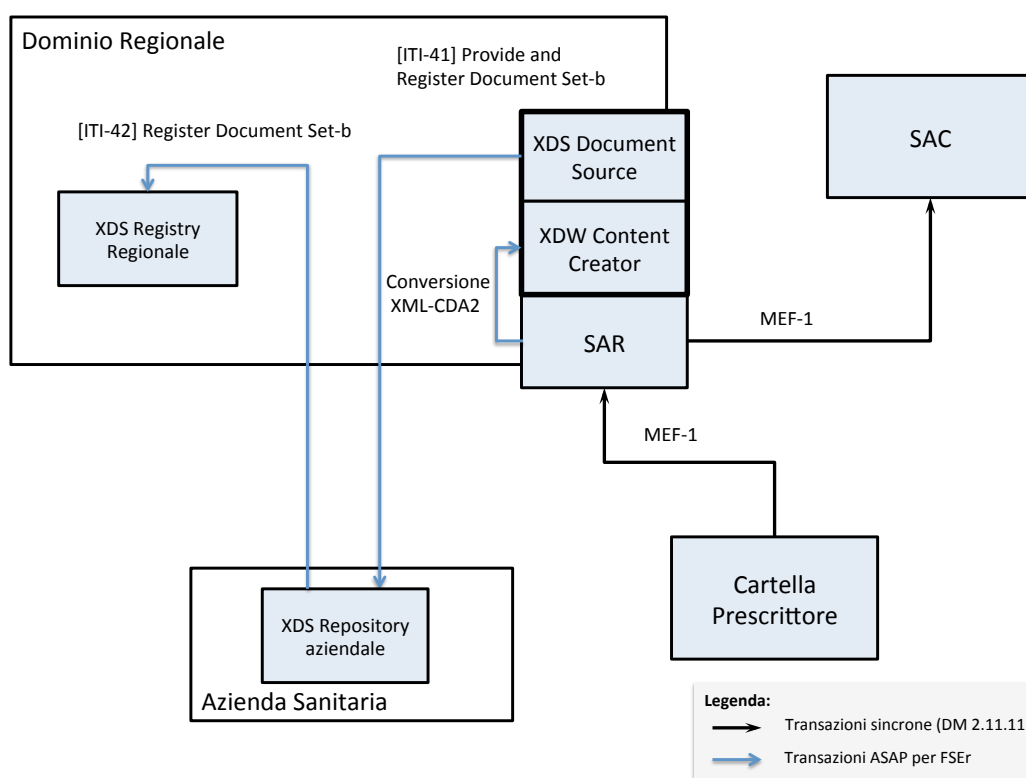 Dominio Regionale
[ITI-41] Provide and
Register Document Set-b
[ITI-42] Register Document Set-b
XDS Document
Source
SAC
XDS Registry
Regionale
XDW Content
Creator
Conversione
XML-CDA2
SAR
MEF-1
MEF-1
Cartella
Prescrittore
XDS Repository
aziendale
Azienda Sanitaria
Legenda:
Transazioni sincrone (DM 2.11.11
Transazioni ASAP per FSEr